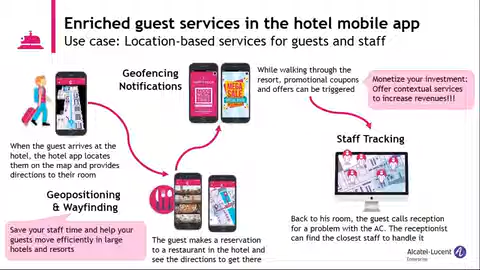 Enriched guest services in the hotel mobile app
Use case: Location-based services for guests and staff
Geofencing
Notifications
MEGA
SALE
While walking through the
resort, promotional coupons
and offers can be triggered
Monetize your investment:
Offer contextual services
to increase revenues!!!
When the guest arrives at the
hotel, the hotel app locates
them on the map and provides
directions to their room
Geopositioning
& Wayfinding
Save your staff time and help your
guests move efficiently in large
hotels and resorts
The guest makes a reservation
to a restaurant in the hotel and
see the directions to get there
Staff Tracking
Back to his room, the guest calls reception
for a problem with the AC. The receptionist
can find the closest staff to handle it
Alcatel-Lucent
Enterprise